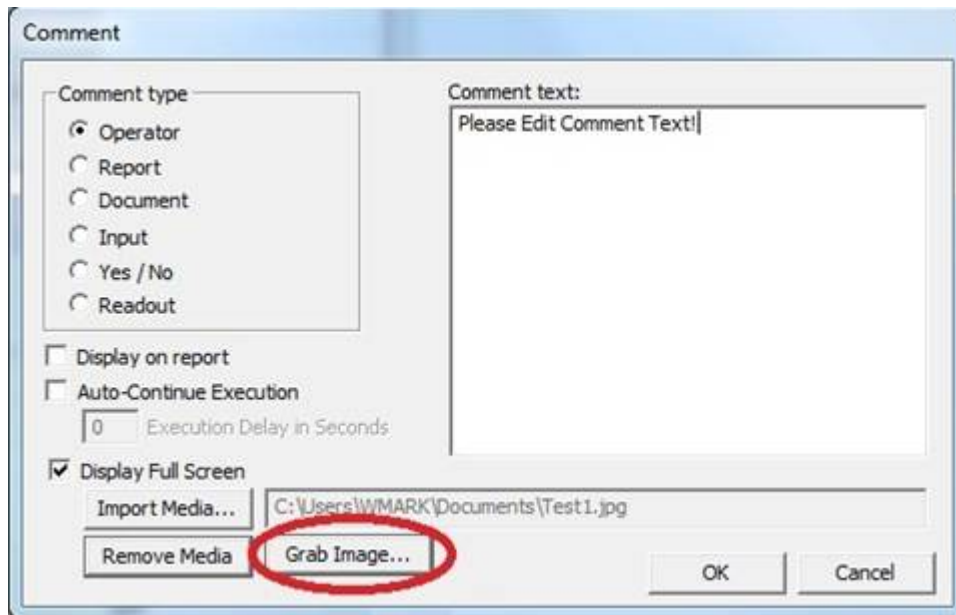 Comment
Comment type
Operator
Report
Document
Input
Yes / No
Readout
Comment text:
Please Edit Comment Text!
Display on report
Auto-Continue Execution
0 Execution Delay in Seconds
Display Full Screen
Import Media... C:\Users\WMARK\Documents\Test1.jpg
Remove Media Grab Image...
OK Cancel